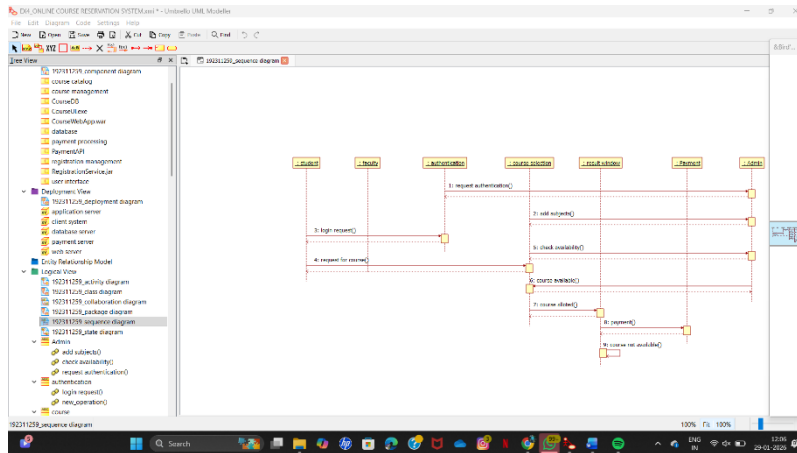 DH_ONLINE COURSE RESERVATION SYSTEM.xmi * - Umbrello UML Modeller
File Edit Diagram Code Settings Help
New Open Save Cut Copy Paste Find
XYZ
Tree View
192311259_sequence diagram
192311259_component diagram
course catalog
course management
CourseDB
CourseUI.exe
CourseWebApp.war
database
payment processing
PaymentAPI
registration management
RegistrationService.jar
user interface
Deployment View
192311259_deployment diagram
application server
client system
database server
payment server
web server
Entity Relationship Model
Logical View
192311259_activity diagram
192311259_class diagram
192311259_collaboration diagram
192311259_package diagram
192311259_sequence diagram
192311259_state diagram
Admin
add subjects()
check availability()
request authentication()
authentication
login request()
new_operation()
course
: student
: faculty
: authentication
: course selection
: result window
: Payment
: Admin
1: request authentication()
2: add subjects()
3: login request()
5: check availability()
4: request for course()
6: course available()
7: course alloted()
8: payment()
9: course not available()
192311259_sequence diagram
100% Fit 100%
Search
99+
ENG
IN
12:06
29-01-2026